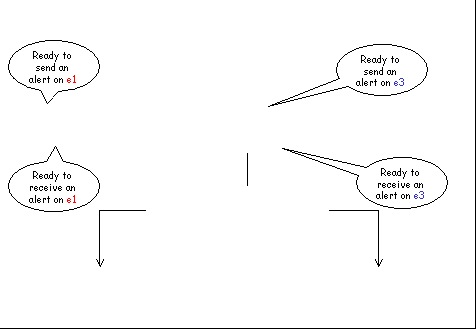 Ready to
send an
alert on e1
Ready to
send an
alert on e3
Ready to
receive an
alert on e1
Ready to
receive an
alert on e3